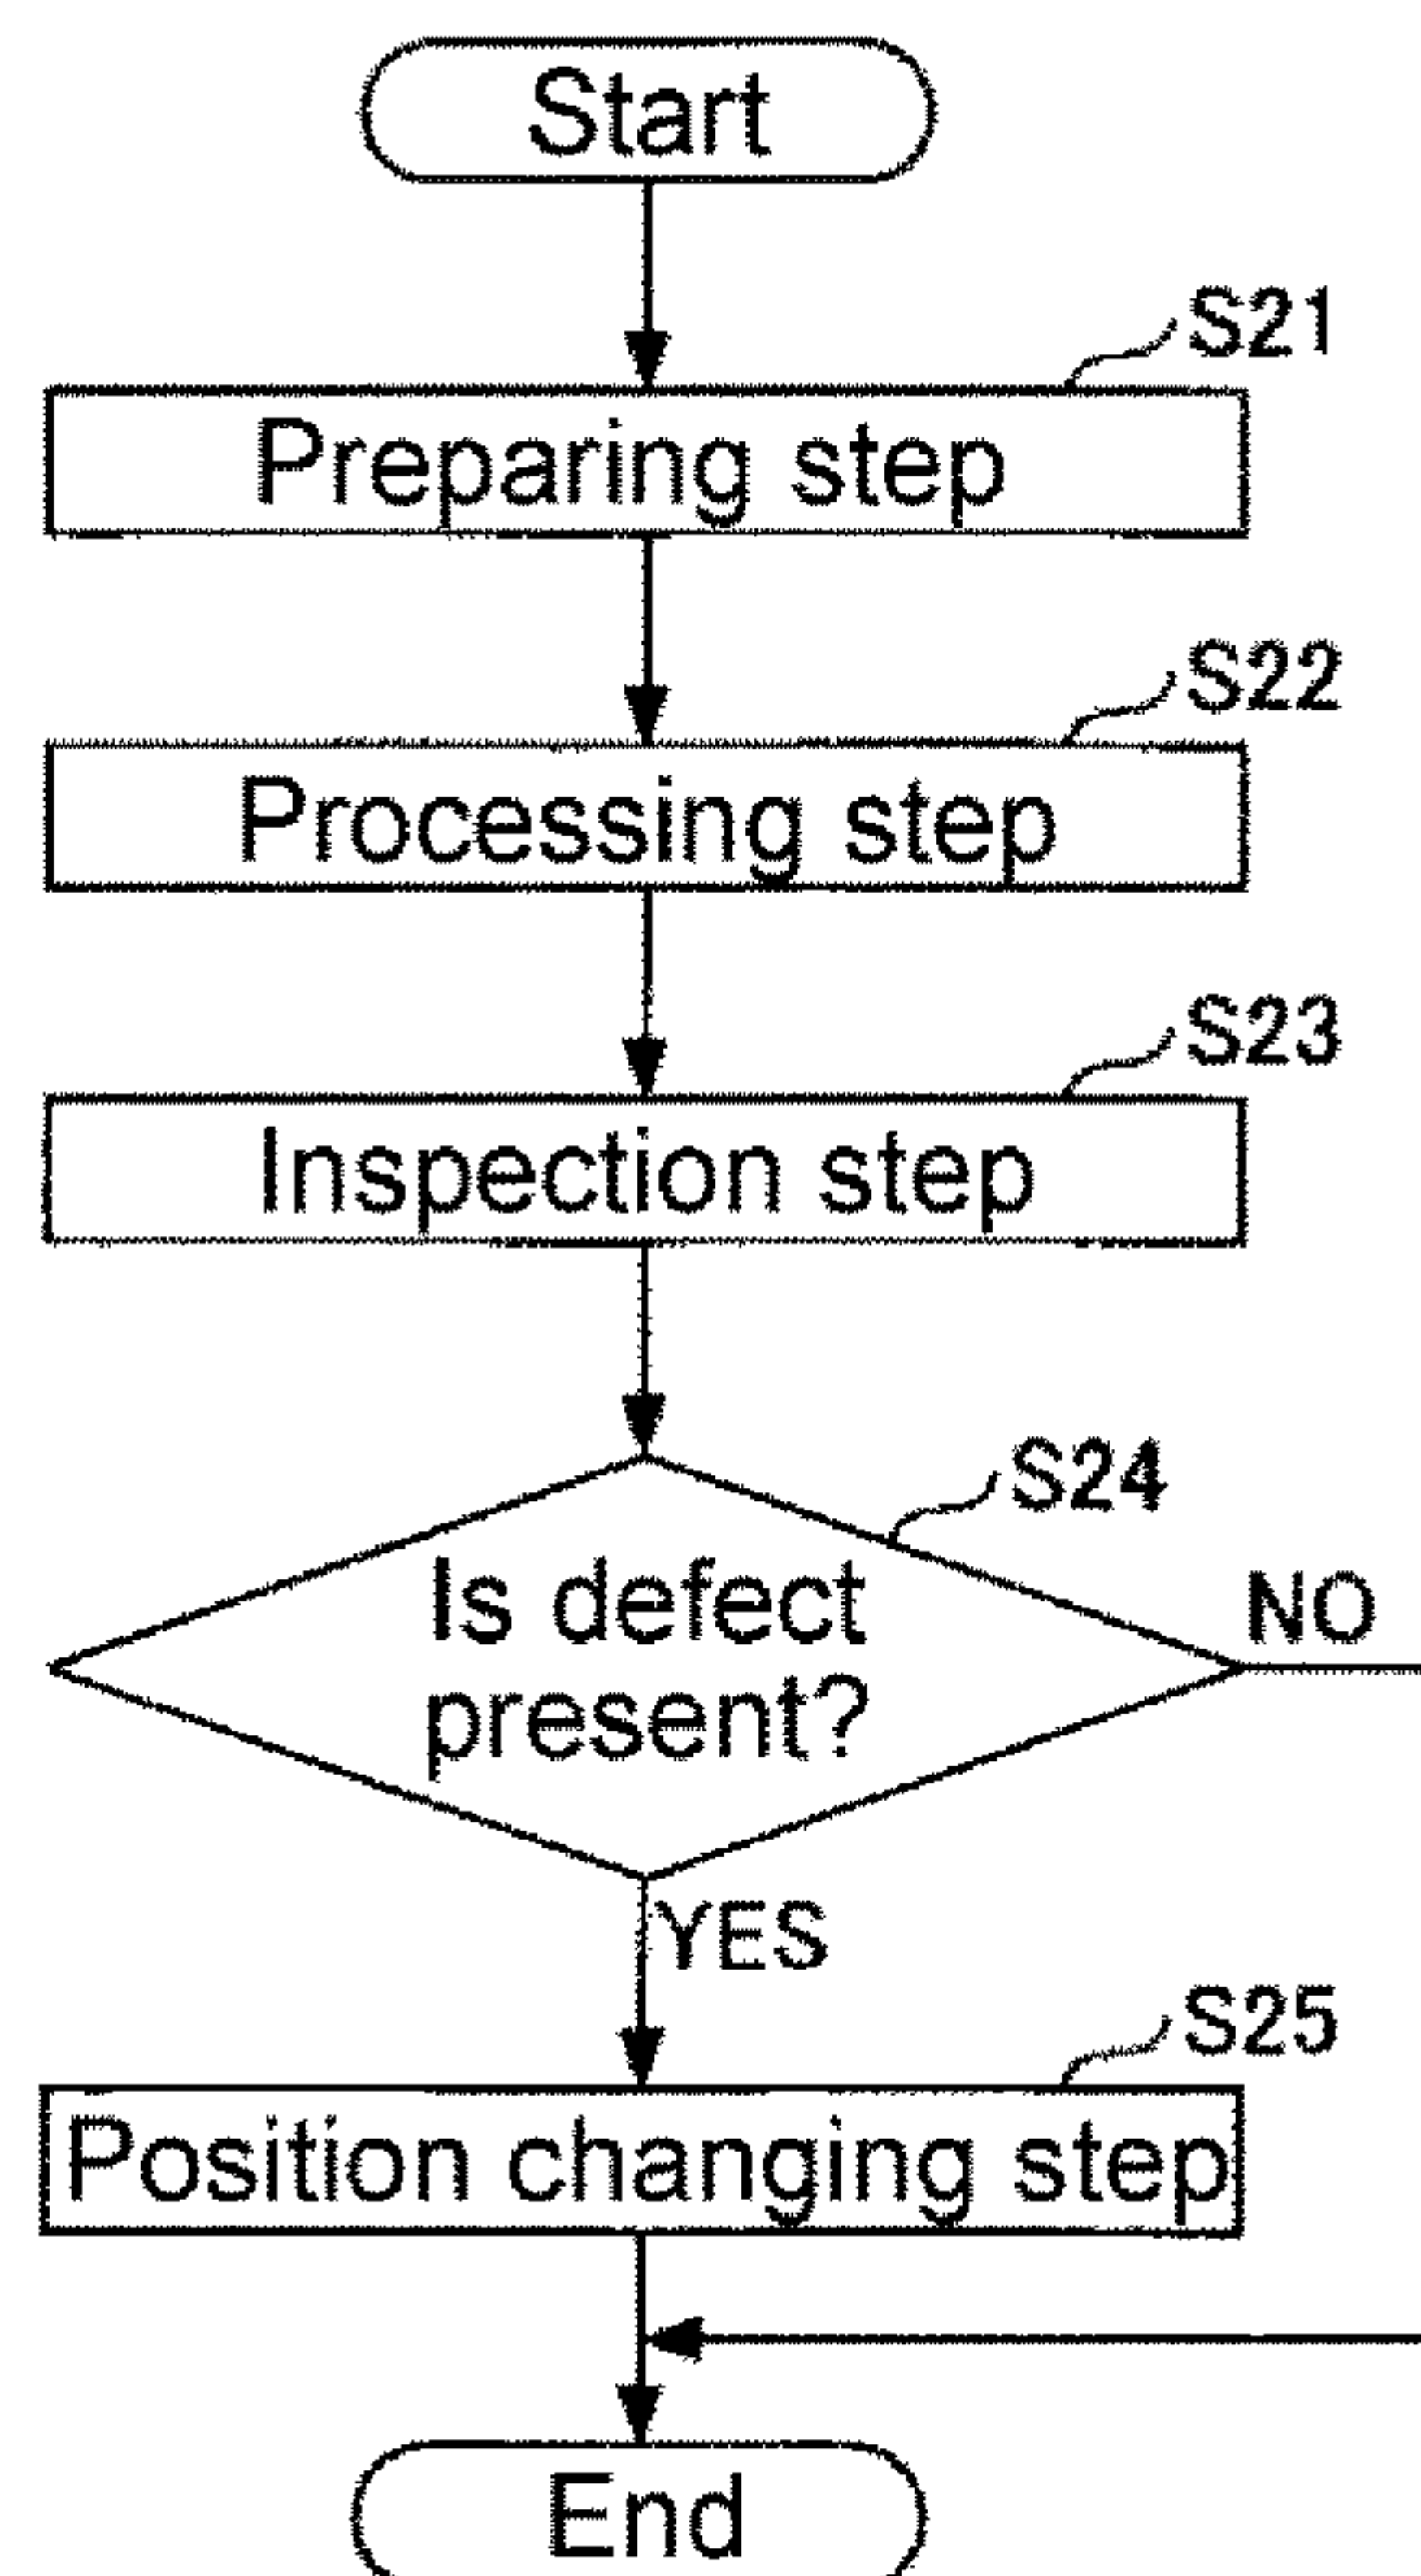 Start
S21
Preparing step
S22
Processing step
S23
Inspection step
S24
Is defect
present?
NO
YES
S25
Position changing step
End